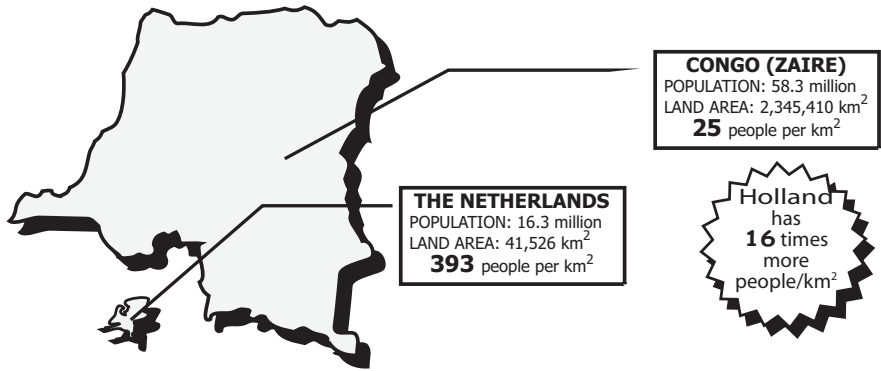 CONGO (ZAIRE)
POPULATION: 58.3 million
LAND AREA: 2,345,410 km²
25 people per km²
THE NETHERLANDS
POPULATION: 16.3 million
LAND AREA: 41,526 km²
393 people per km²
Holland
has
16 times
more
people/km²